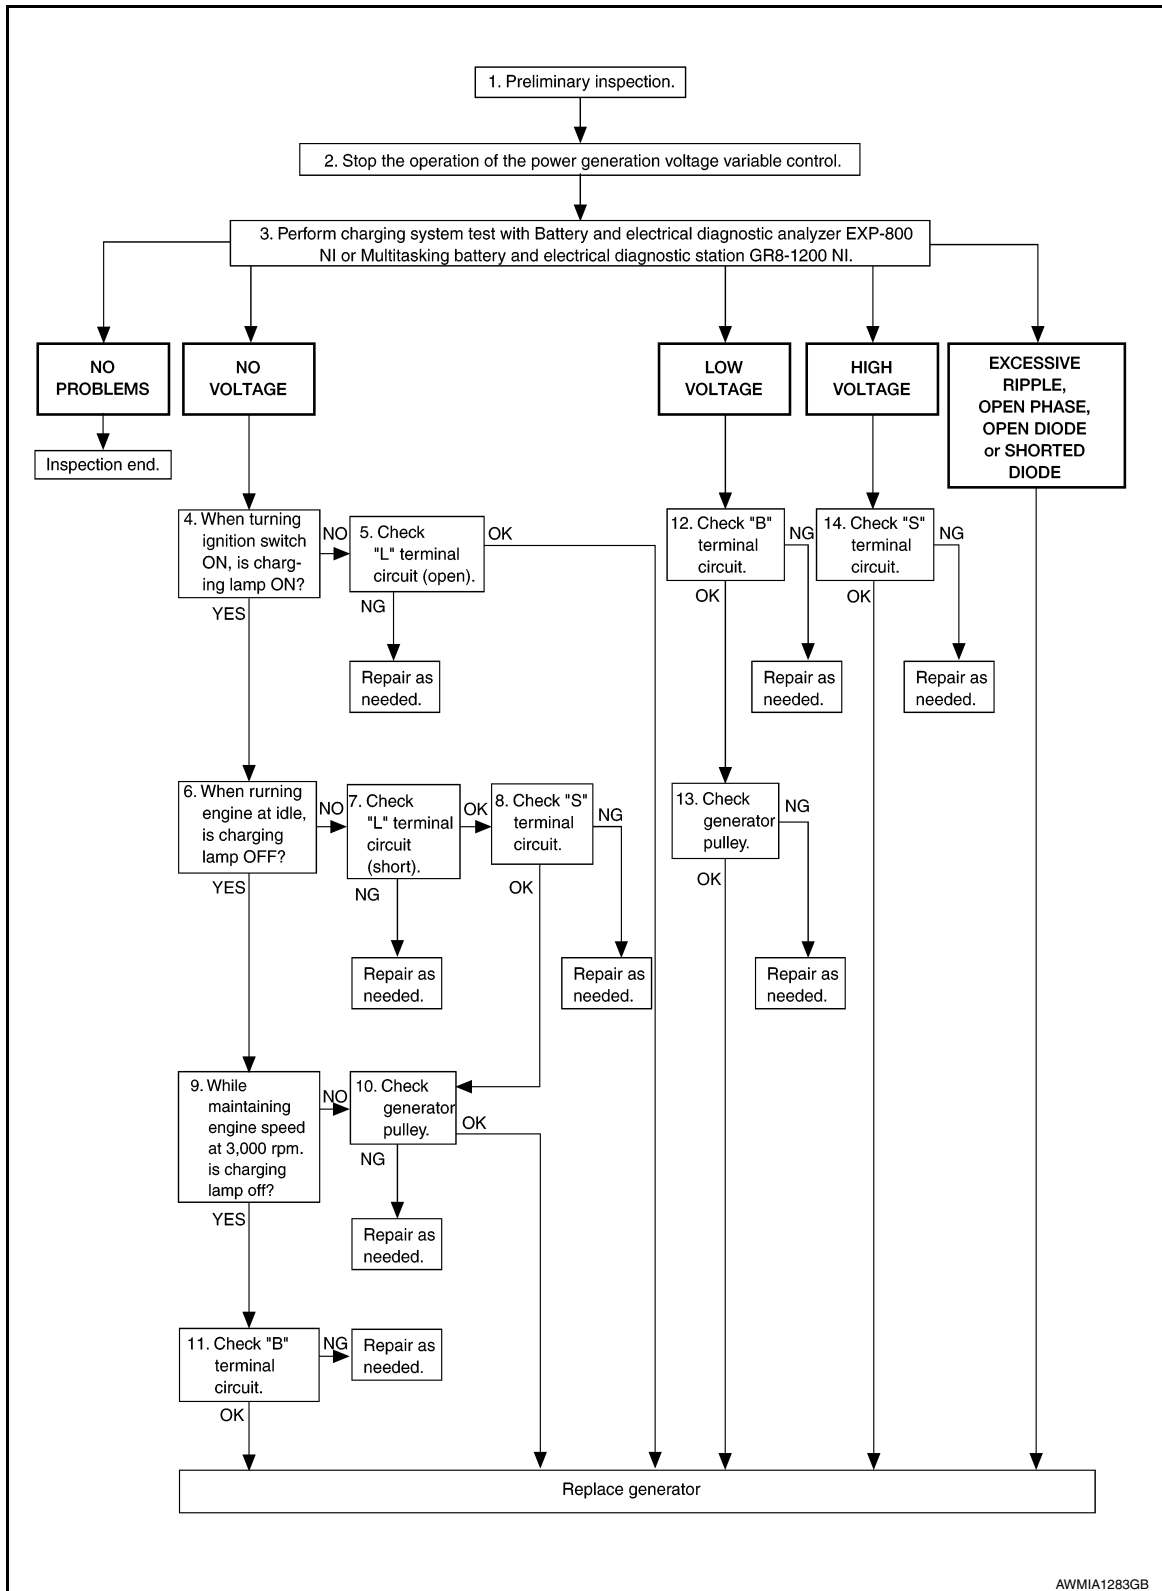 1. Preliminary inspection.
2. Stop the operation of the power generation voltage variable control.
3. Perform charging system test with Battery and electrical diagnostic analyzer EXP-800
NI or Multitasking battery and electrical diagnostic station GR8-1200 NI.
NO
PROBLEMS
NO
VOLTAGE
LOW
VOLTAGE
HIGH
VOLTAGE
EXCESSIVE
RIPPLE,
OPEN PHASE,
OPEN DIODE
or SHORTED
DIODE
Inspection end.
4. When turning
ignition switch
ON, is charg-
ing lamp ON?
NO
YES
5. Check
"L" terminal
circuit (open).
OK
NG
Repair as
needed.
12. Check "B"
terminal
circuit.
NG
OK
Repair as
needed.
14. Check "S"
terminal
circuit.
NG
OK
Repair as
needed.
6. When rurning
engine at idle,
is charging
lamp OFF?
NO
YES
7. Check
"L" terminal
circuit
(short).
OK
NG
Repair as
needed.
8. Check "S"
terminal
circuit.
NG
OK
Repair as
needed.
13. Check
generator
pulley.
NG
OK
Repair as
needed.
9. While
maintaining
engine speed
at 3,000 rpm.
is charging
lamp off?
NO
YES
10. Check
generator
pulley.
OK
NG
Repair as
needed.
11. Check "B"
terminal
circuit.
NG
OK
Repair as
needed.
Replace generator
AWMIA1283GB